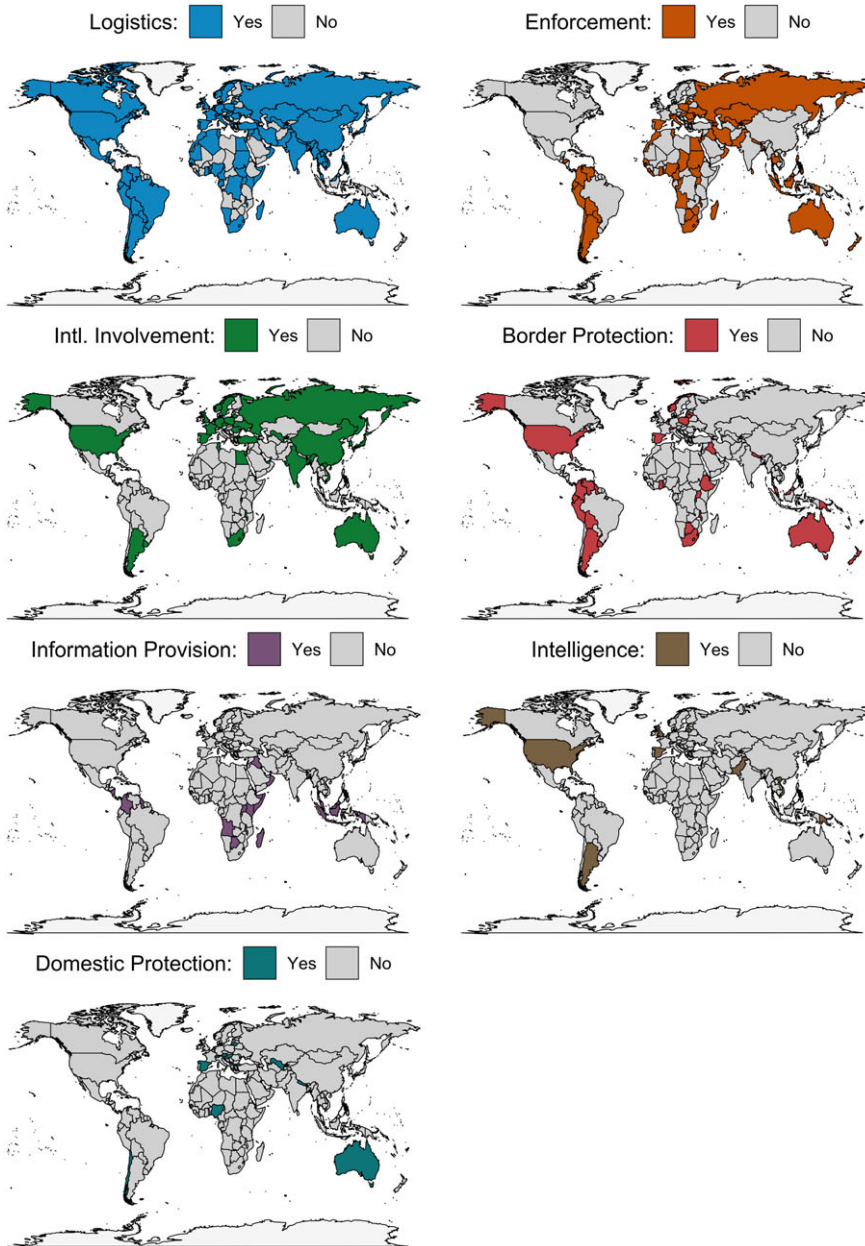 Logistics: Yes No
Enforcement: Yes No
Intl. Involvement: Yes No
Border Protection: Yes No
Information Provision: Yes No
Intelligence: Yes No
Domestic Protection: Yes No